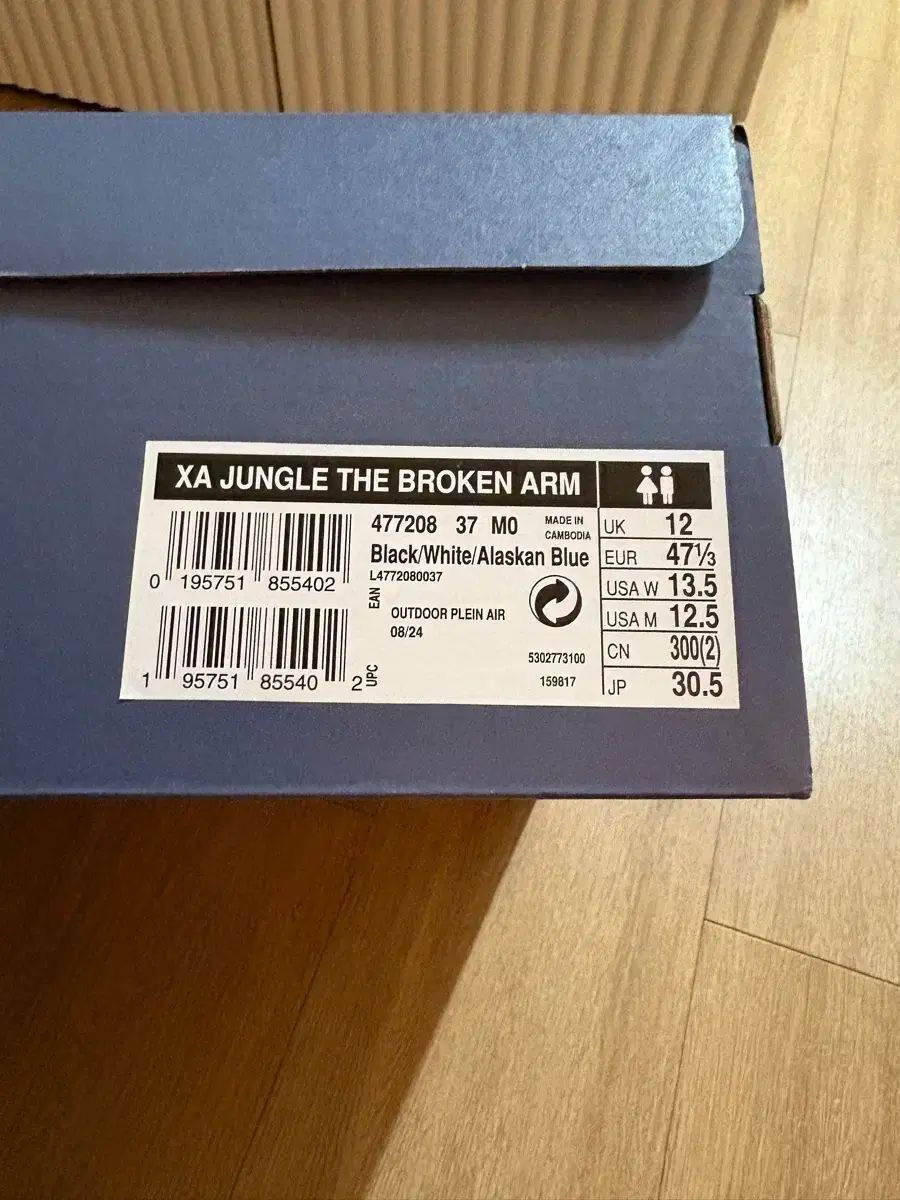 XA JUNGLE THE BROKEN ARM
0 195751 855402
EAN
1 95751 85540 2
UPC
477208 37 M0
MADE IN
CAMBODIA
Black/White/Alaskan Blue
L4772080037
OUTDOOR PLEIN AIR
08/24
5302773100
159817
UK 12
EUR 47⅓
USA W 13.5
USA M 12.5
CN 300(2)
JP 30.5